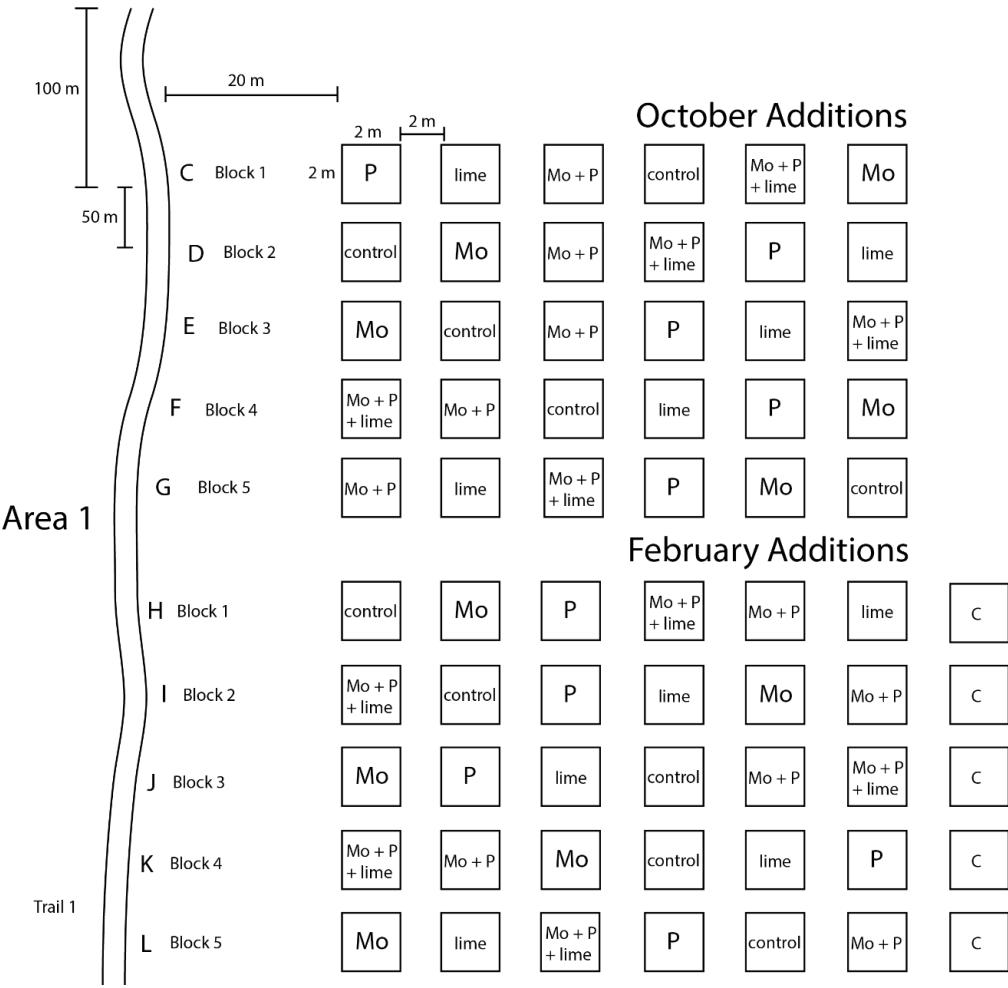 100 m
20 m
October Additions
2 m
2 m
C Block 1 2 m P lime Mo + P control Mo + P + lime Mo
50 m
D Block 2 control Mo Mo + P Mo + P + lime P lime
E Block 3 Mo control Mo + P P lime Mo + P + lime
F Block 4 Mo + P + lime Mo + P control lime P Mo
G Block 5 Mo + P lime Mo + P + lime P Mo control
Area 1
February Additions
H Block 1 control Mo P Mo + P + lime Mo + P lime C
I Block 2 Mo + P + lime control P lime Mo Mo + P C
J Block 3 Mo P lime control Mo + P Mo + P + lime C
K Block 4 Mo + P + lime Mo + P Mo control lime P C
Trail 1
L Block 5 Mo lime Mo + P + lime P control Mo + P C